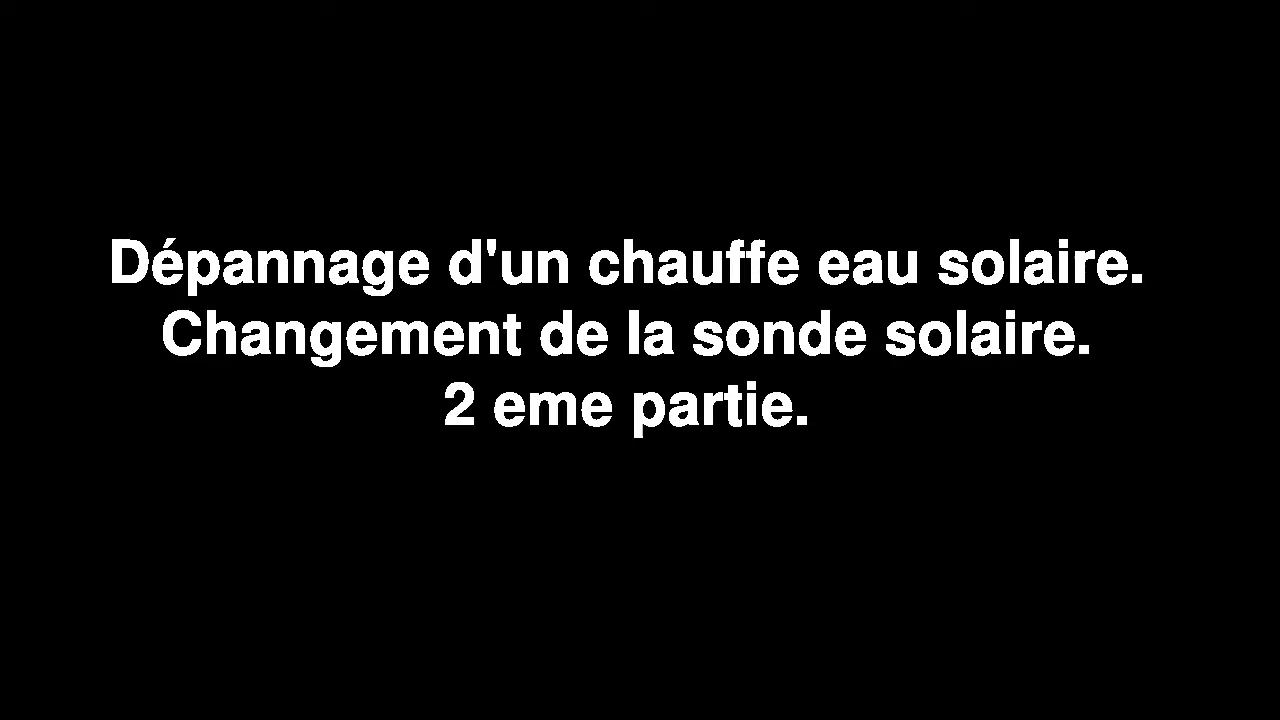 Dépannage d'un chauffe eau solaire.
Changement de la sonde solaire.
2 eme partie.